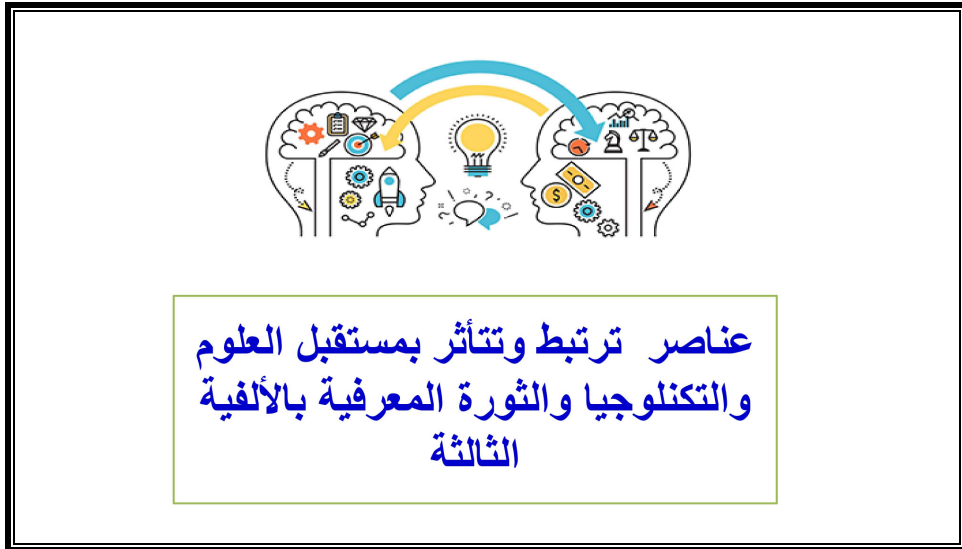 عناصر ترتبط وتتأثر بمستقبل العلوم
والتكنلوجيا والثورة المعرفية بالألفية
الثالثة
$